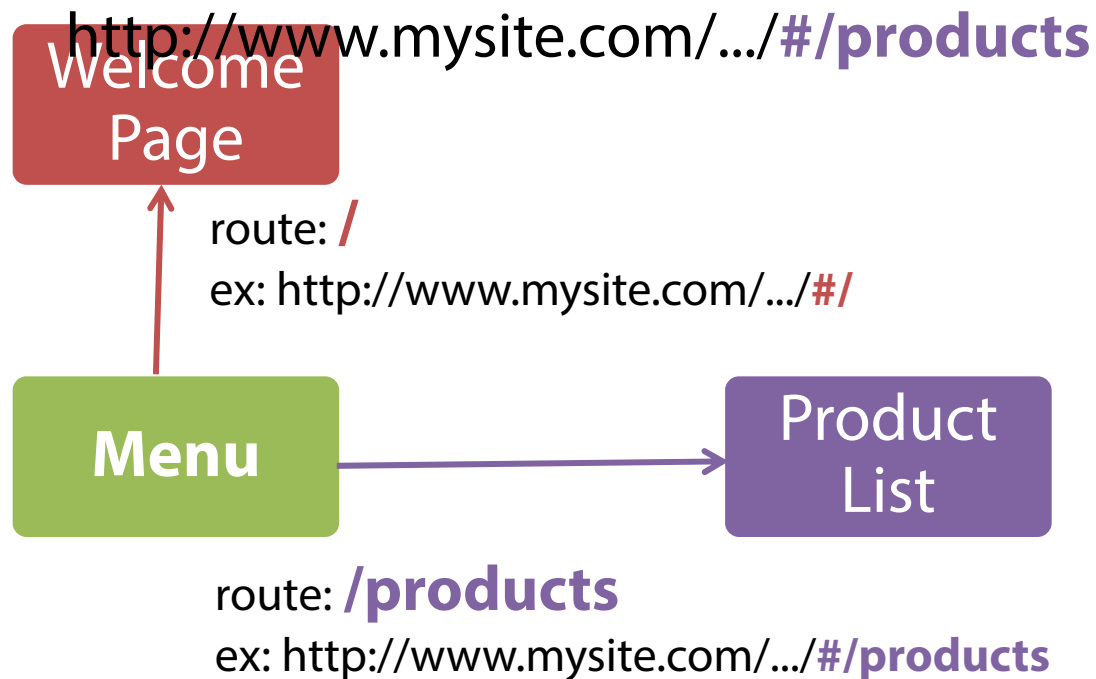 http://www.mysite.com/.../#/products
Welcome
Page
route: /
ex: http://www.mysite.com/.../#/
Menu
Product
List
route: /products
ex: http://www.mysite.com/.../#/products